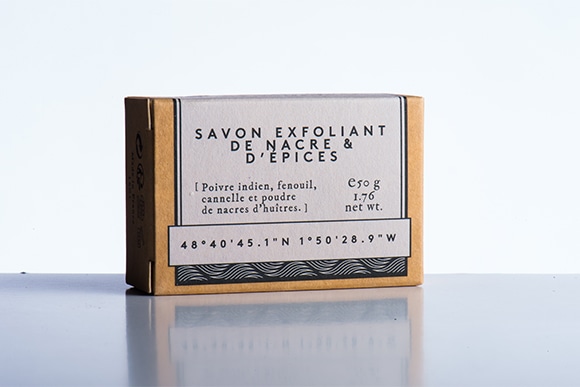 SAVON EXFOLIANT
DE NACRE &
D'ÉPICES
[ Poivre indien, fenouil,
cannelle et poudre
de nacres d'huîtres. ]
e50 g
1.76
net wt.
48°40'45.1"N 1°50'28.9"W